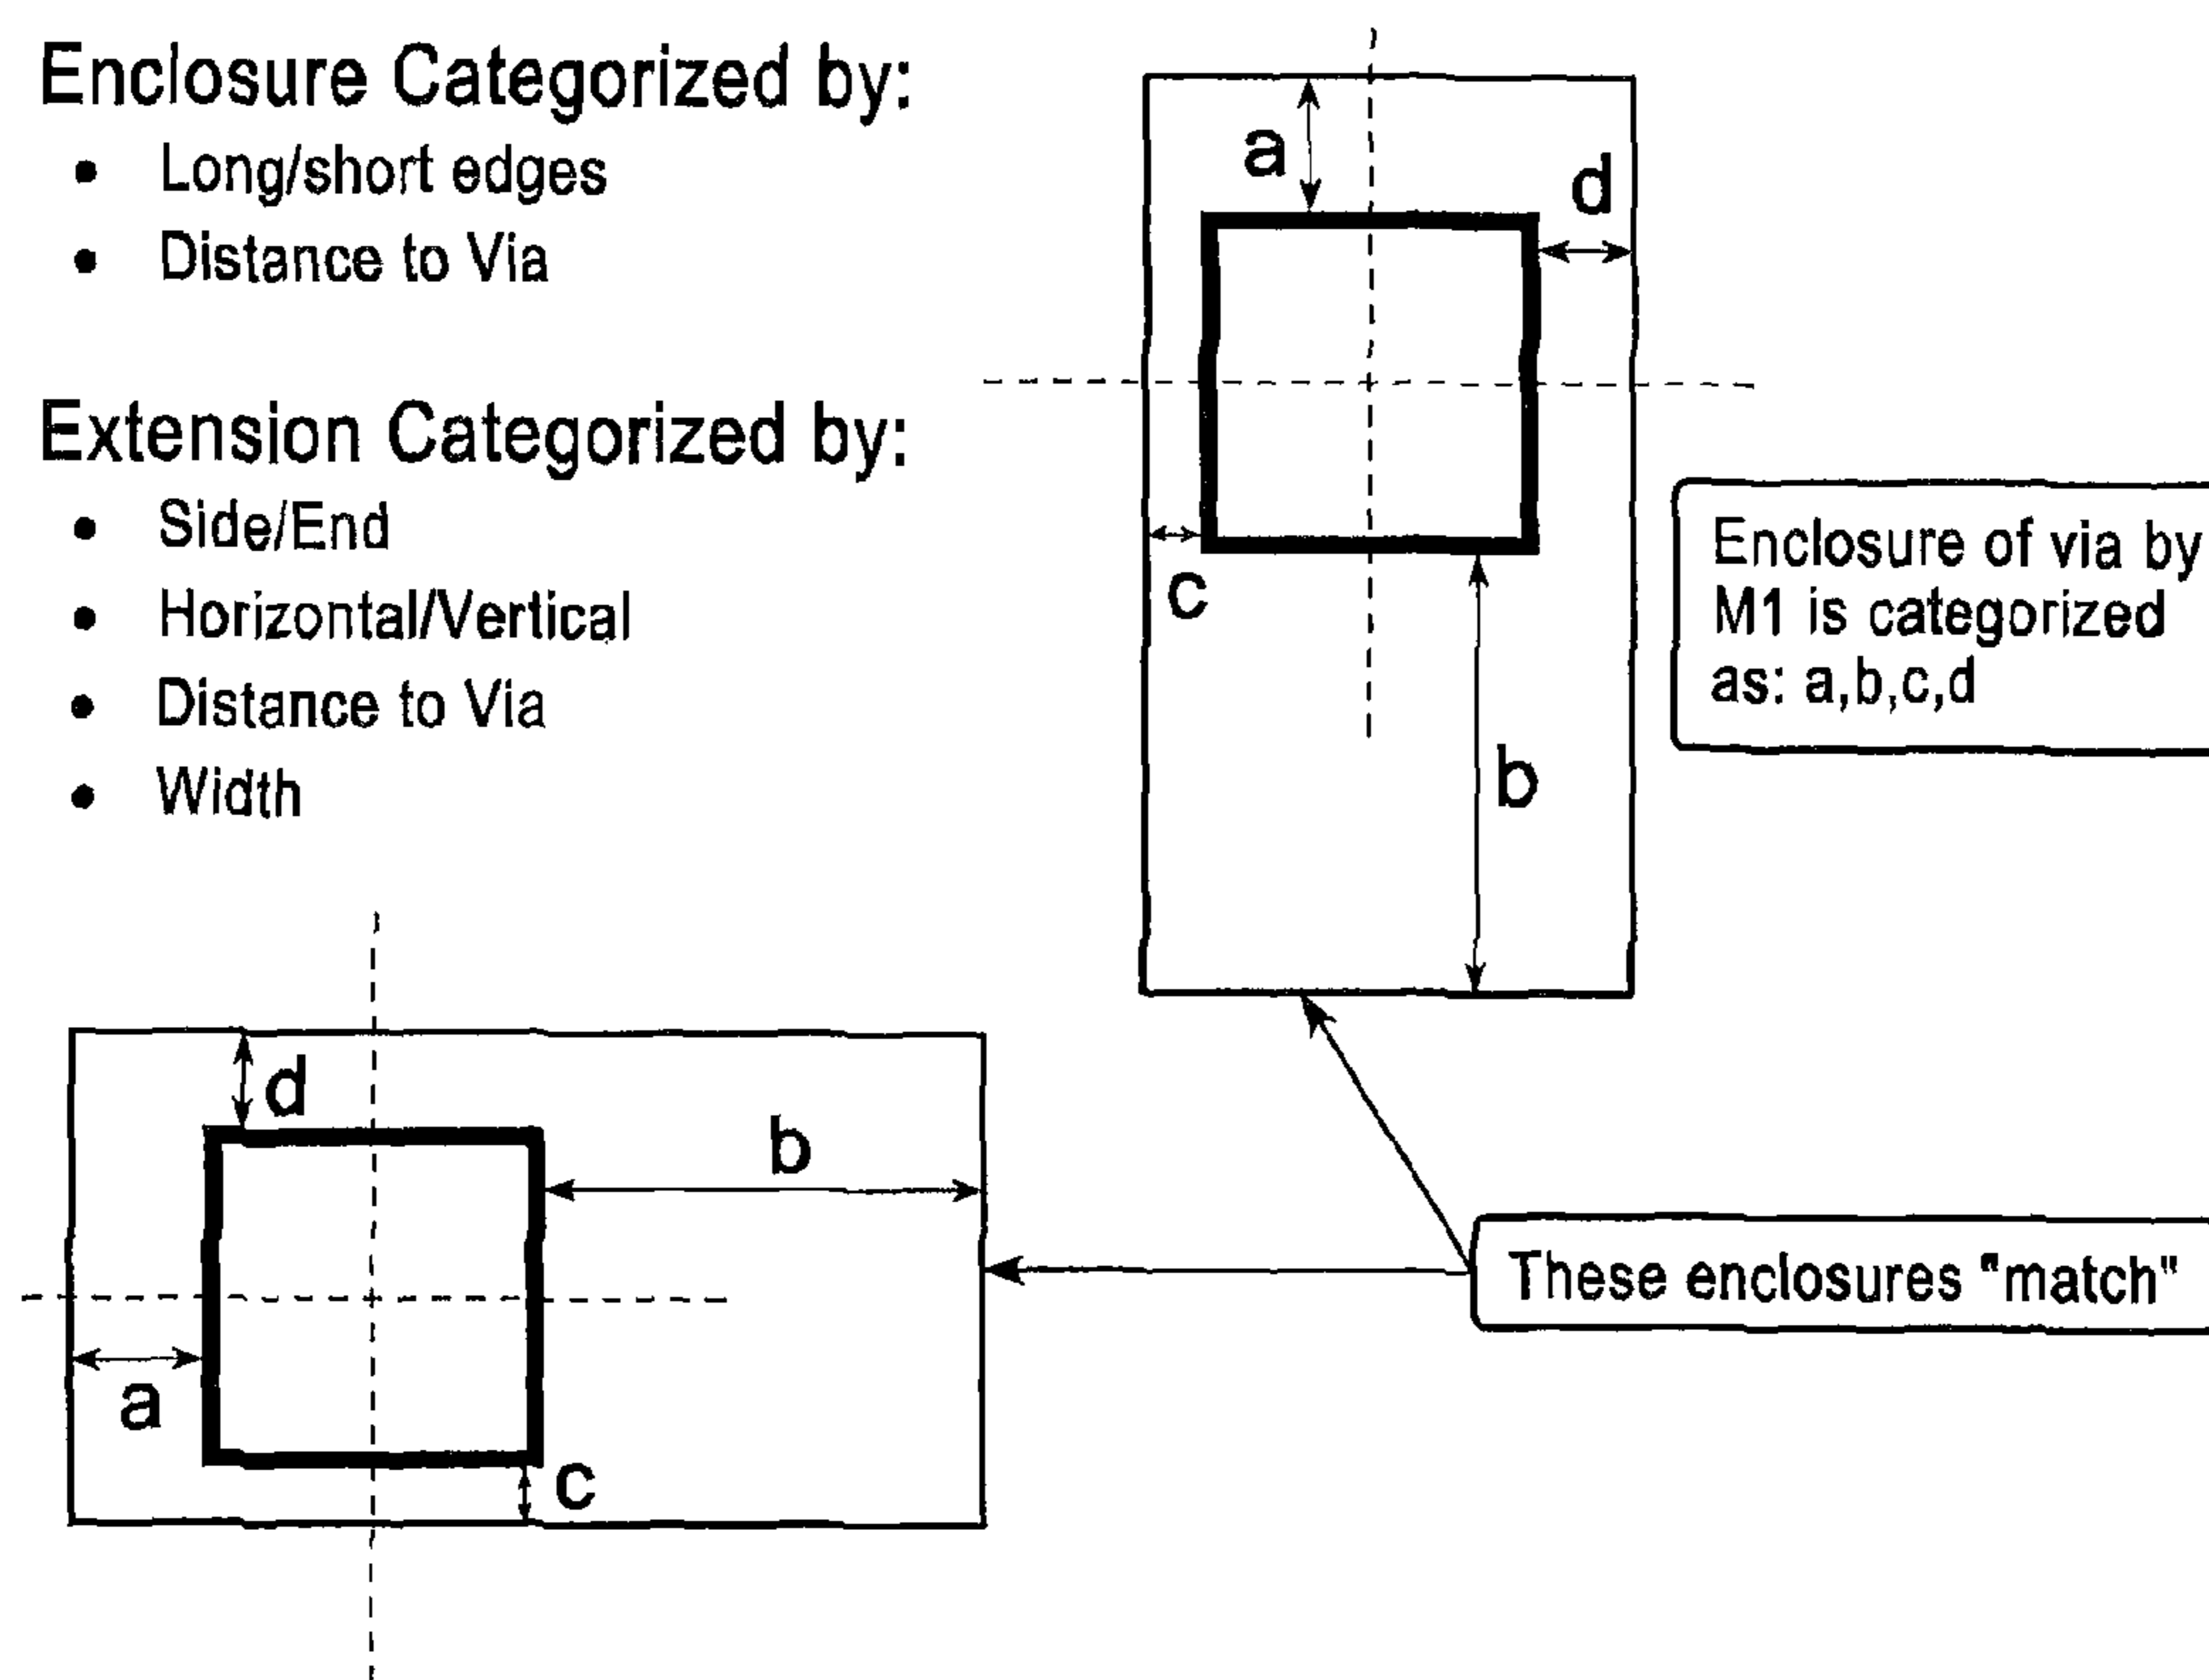 Enclosure Categorized by:
• Long/short edges
• Distance to Via
Extension Categorized by:
• Side/End
• Horizontal/Vertical
• Distance to Via
• Width
a
d
c
b
Enclosure of via by
M1 is categorized
as: a,b,c,d
d
b
a
c
These enclosures "match"